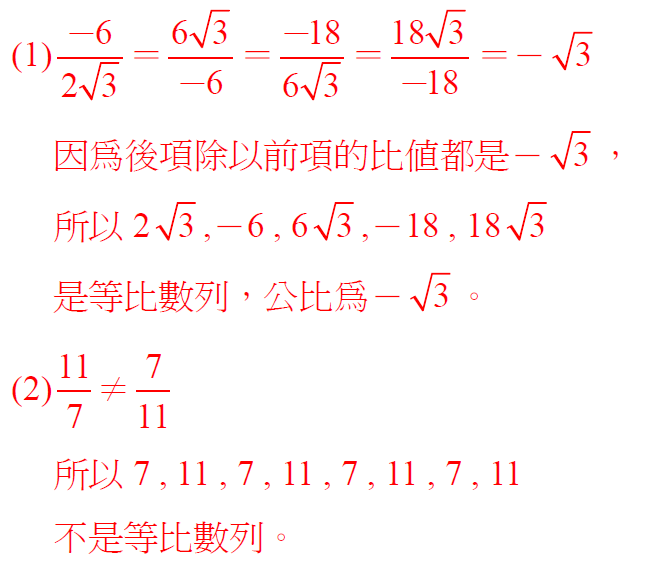 (1) \frac{-6}{2\sqrt{3}} = \frac{6\sqrt{3}}{-6} = \frac{-18}{6\sqrt{3}} = \frac{18\sqrt{3}}{-18} = -\sqrt{3}
因爲後項除以前項的比值都是-\sqrt{3}，
所以 2\sqrt{3} , -6 , 6\sqrt{3} , -18 , 18\sqrt{3}
是等比數列，公比爲-\sqrt{3} 。
(2) \frac{11}{7} ≠ \frac{7}{11}
所以 7 , 11 , 7 , 11 , 7 , 11 , 7 , 11
不是等比數列。